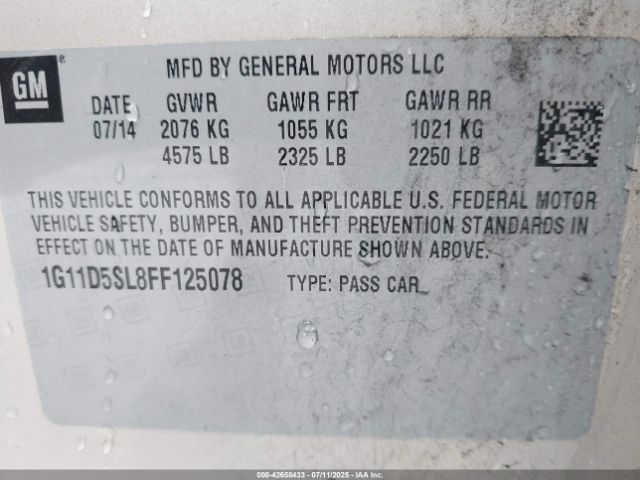 GM
MFD BY GENERAL MOTORS LLC
DATE GVWR GAWR FRT GAWR RR
07/14 2076 KG 1055 KG 1021 KG
4575 LB 2325 LB 2250 LB
THIS VEHICLE CONFORMS TO ALL APPLICABLE U.S. FEDERAL MOTOR
VEHICLE SAFETY, BUMPER, AND THEFT PREVENTION STANDARDS IN
EFFECT ON THE DATE OF MANUFACTURE SHOWN ABOVE.
1G11D5SL8FF125078 TYPE: PASS CAR
000-42658433 - 07/11/2025 - IAA Inc.